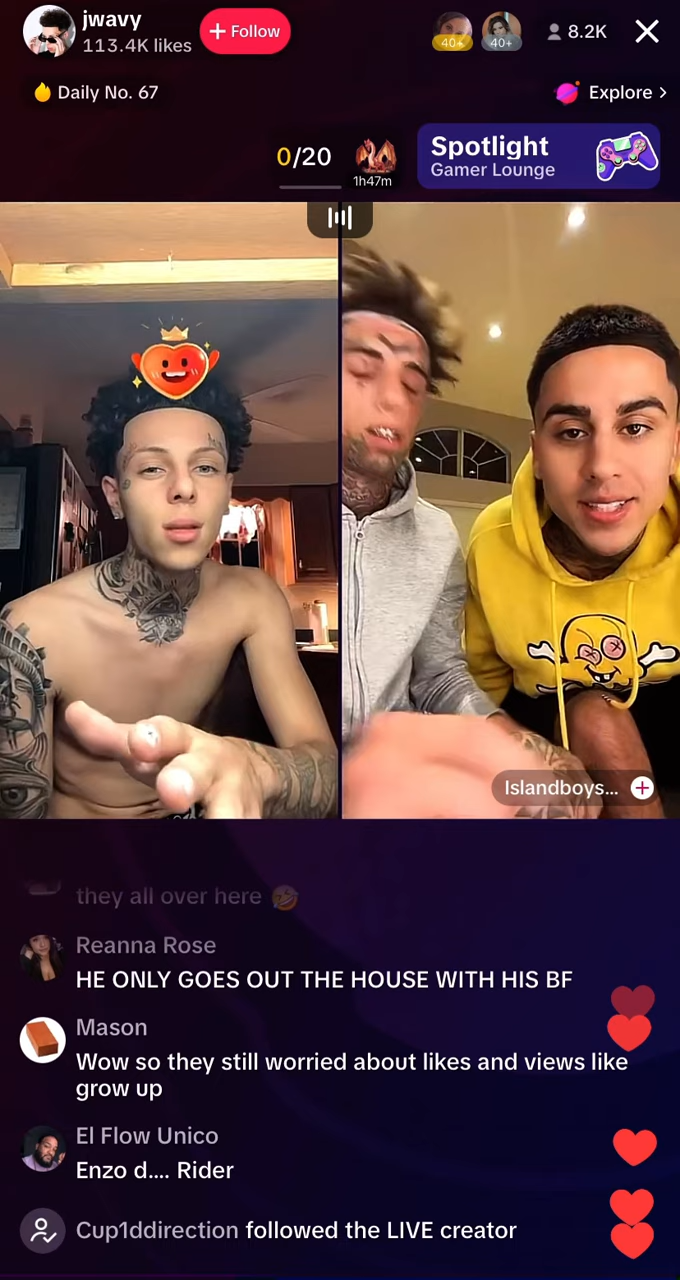 jwavy
113.4K likes
+ Follow
40+
40+
8.2K
Daily No. 67
Explore >
0/20
1h47m
Spotlight
Gamer Lounge
Islandboys...
they all over here 🤣
Reanna Rose
HE ONLY GOES OUT THE HOUSE WITH HIS BF
Mason
Wow so they still worried about likes and views like
grow up
El Flow Unico
Enzo d.... Rider
Cup1ddirection followed the LIVE creator